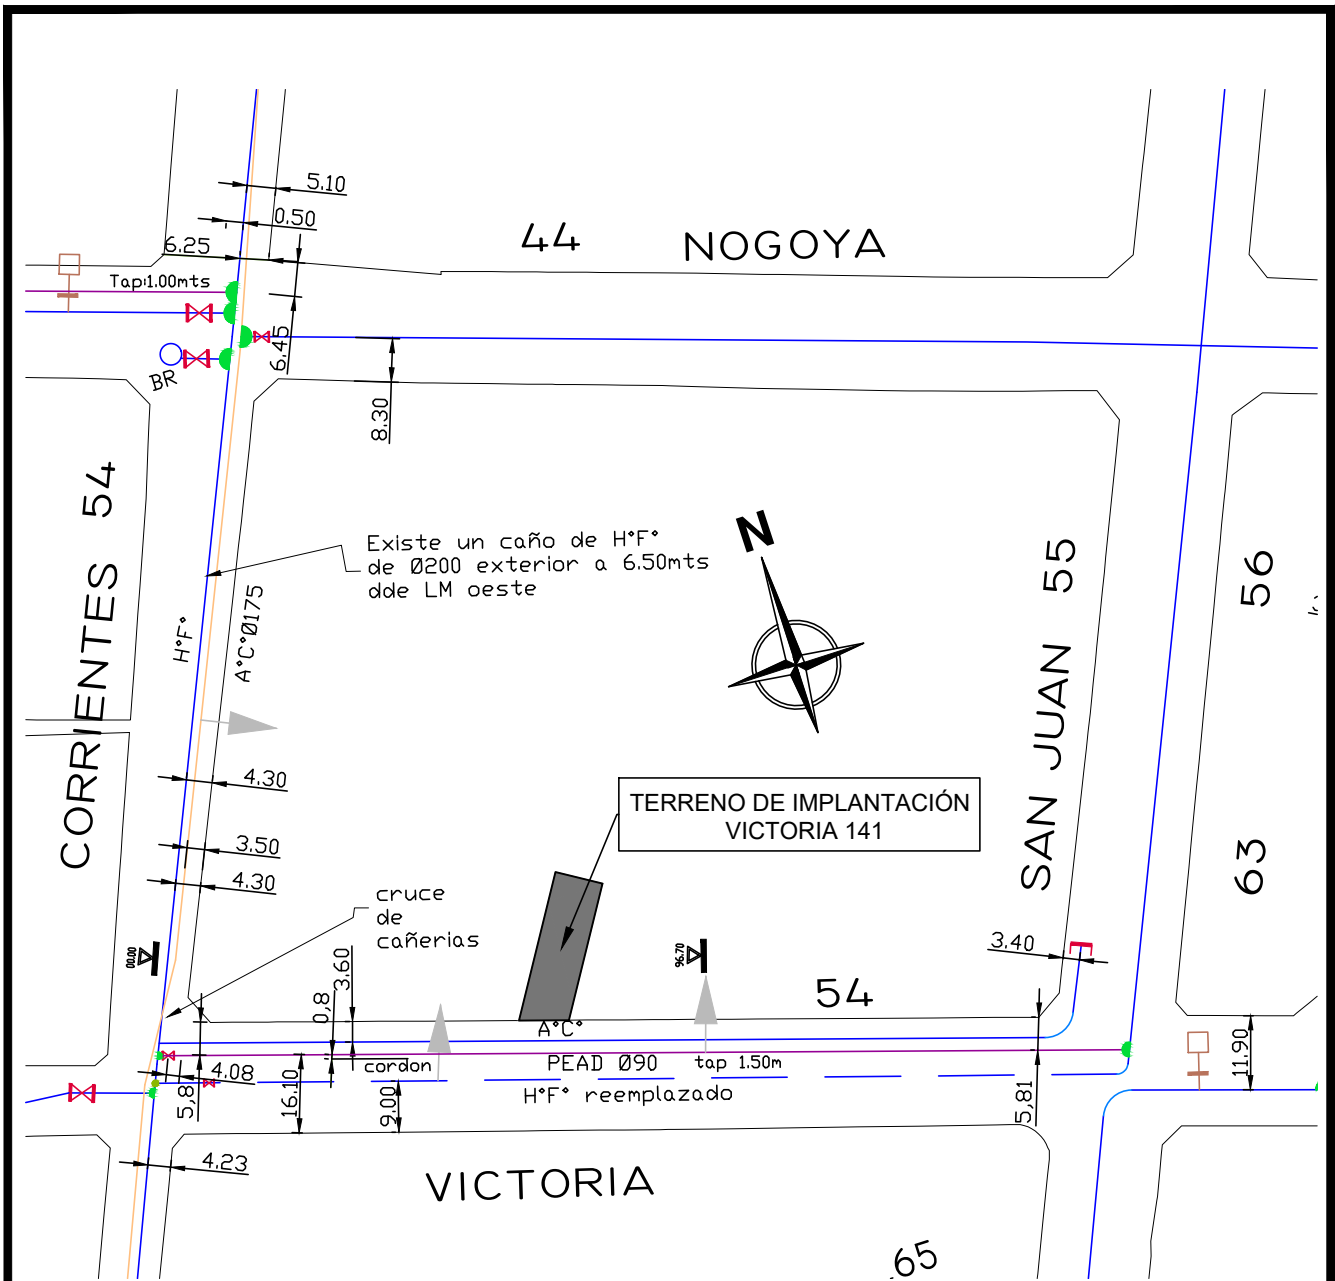 5.10
0.50
6.25
44 NOGOYA
Tap:1.00mts
6.45
BR
8.30
CORRIENTES 54
Existe un caño de H°F°
de Ø200 exterior a 6.50mts
dde LM oeste
N
H°F°
A°C°Ø175
SAN JUAN 55
56
63
4.30
3.50
4.30
TERRENO DE IMPLANTACIÓN
VICTORIA 141
cruce
de
cañerias
00.00
96.70
3.40
3.60
0,8
54
A°C°
cordon
PEAD Ø90 tap 1.50m
H°F° reemplazado
4.08
5,8
16.10
9.00
5,81
11.90
4.23
VICTORIA
65